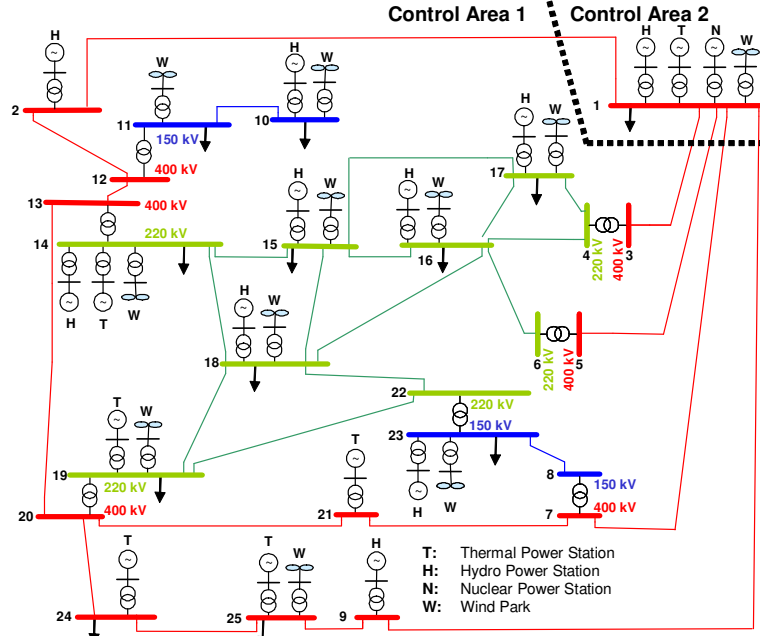 Control Area 1
Control Area 2
H
H
T
N
W
~
~
~
~
2
1
W
H
W
~
11
150 kV
10
12
400 kV
13
400 kV
H
W
~
17
H
W
~
15
H
W
~
16
14
220 kV
~
~
H
T
W
4
3
220 kV
400 kV
H
W
~
18
6
5
220 kV
400 kV
22
220 kV
23
150 kV
~
H
W
T
W
~
19
220 kV
20
400 kV
T
~
21
8
150 kV
7
400 kV
T
~
24
T
W
~
25
H
~
9
T: Thermal Power Station
H: Hydro Power Station
N: Nuclear Power Station
W: Wind Park